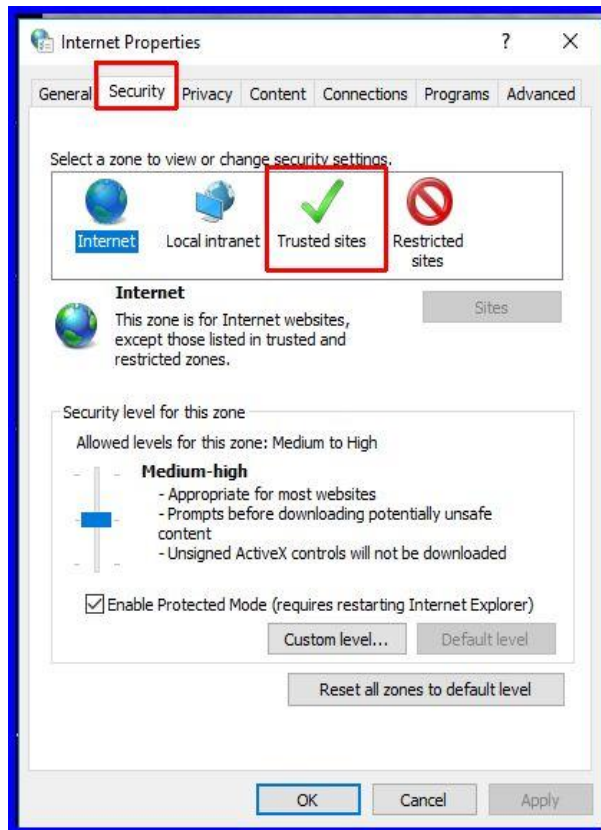 Internet Properties
?
General Security Privacy Content Connections Programs Advanced
Select a zone to view or change security settings.
Internet
Local intranet
Trusted sites
Restricted
sites
Internet
This zone is for Internet websites,
except those listed in trusted and
restricted zones.
Sites
Security level for this zone
Allowed levels for this zone: Medium to High
Medium-high
- Appropriate for most websites
- Prompts before downloading potentially unsafe
content
- Unsigned ActiveX controls will not be downloaded
Enable Protected Mode (requires restarting Internet Explorer)
Custom level... Default level
Reset all zones to default level
OK Cancel Apply